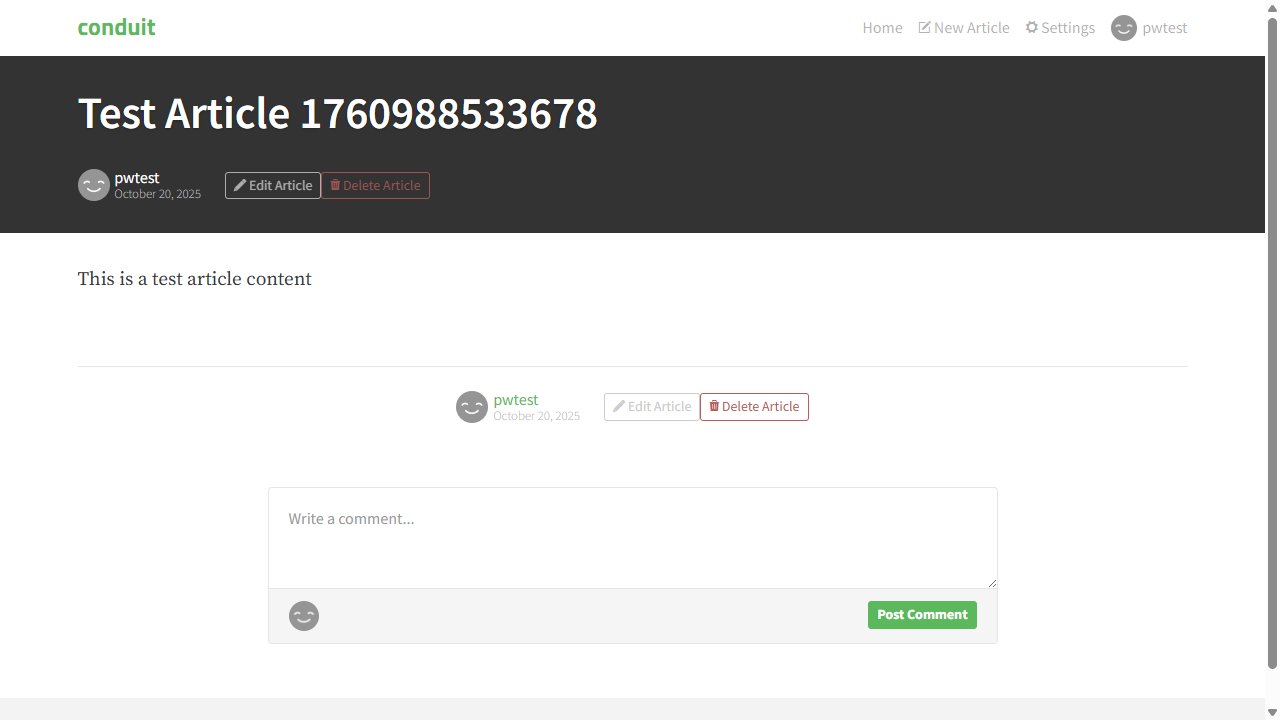 conduit
Home New Article Settings pwtest
Test Article 1760988533678
pwtest
October 20, 2025
Edit Article Delete Article
This is a test article content
pwtest
October 20, 2025
Edit Article Delete Article
Write a comment...
Post Comment